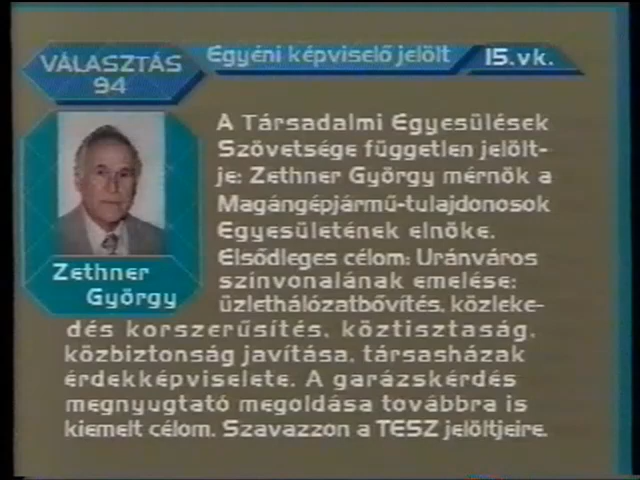 VÁLASZTÁS
94
Egyéni képviselő jelölt
15.vk.
Zethner
György
A Társadalmi Egyesülések
Szövetsége független jelölt-
je: Zethner György mérnök a
Magángépjármű-tulajdonosok
Egyesületének elnöke.
Elsődleges célom: Uránváros
színvonalának emelése:
üzlethálózatbővítés, közleke-
dés korszerűsítés, köztisztaság,
közbiztonság javítása, társasházak
érdekképviselete. A garázskérdés
megnyugtató megoldása továbbra is
kiemelt célom. Szavazzon a TESZ jelöltjeire.